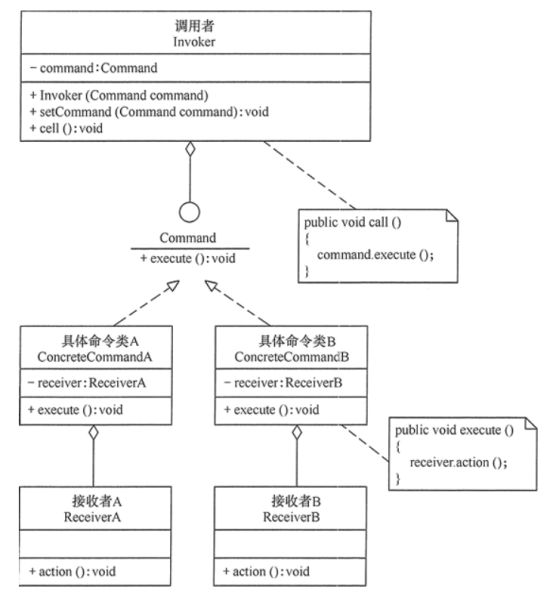 调用者
Invoker
− command:Command
+ Invoker (Command command)
+ setCommand (Command command):void
+ cell ():void
public void call ()
{
command.execute ();
}
Command
+ execute ():void
具体命令类A
ConcreteCommandA
− receiver:ReceiverA
+ execute ():void
具体命令类B
ConcreteCommandB
− receiver:ReceiverB
+ execute ():void
public void execute ()
{
receiver.action ();
}
接收者A
ReceiverA
+ action ():void
接收者B
ReceiverB
+ action ():void